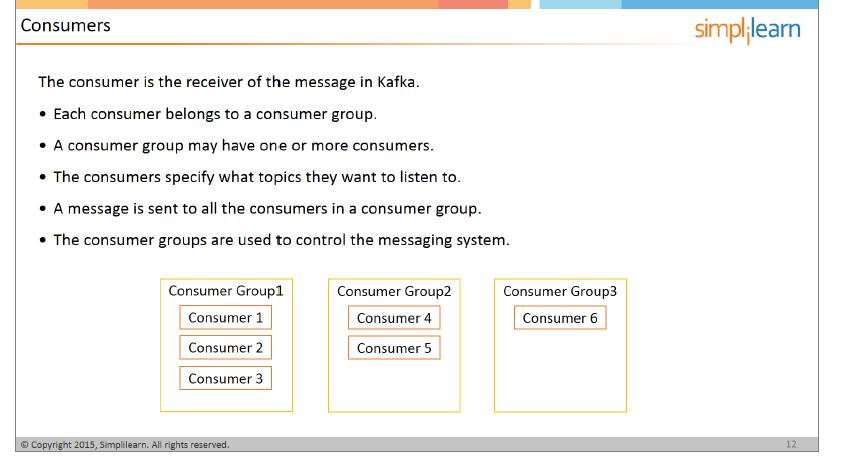 Consumers
simplilearn
The consumer is the receiver of the message in Kafka.
• Each consumer belongs to a consumer group.
• A consumer group may have one or more consumers.
• The consumers specify what topics they want to listen to.
• A message is sent to all the consumers in a consumer group.
• The consumer groups are used to control the messaging system.
Consumer Group1
Consumer 1
Consumer 2
Consumer 3
Consumer Group2
Consumer 4
Consumer 5
Consumer Group3
Consumer 6
© Copyright 2015, Simplilearn. All rights reserved.
12